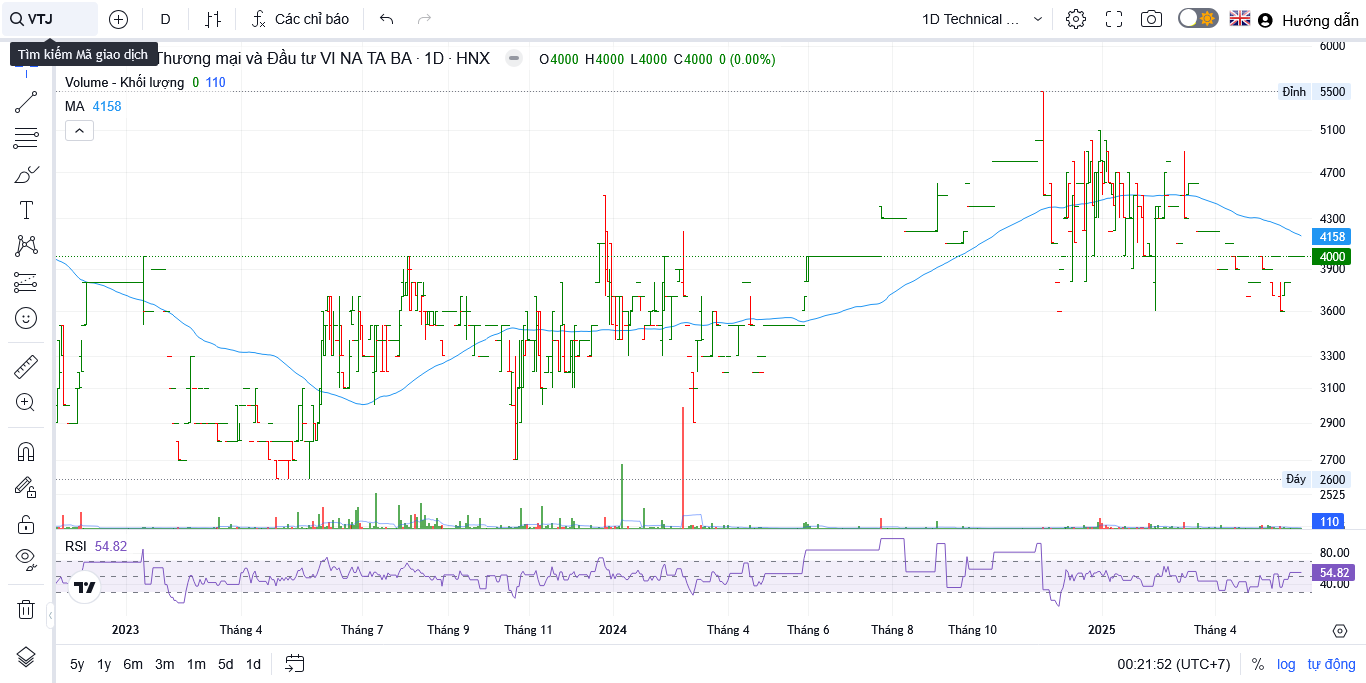 VTJ
D
Các chỉ báo
1D Technical ...
Hướng dẫn
Tìm kiếm Mã giao dịch
Thương mại và Đầu tư VI NA TA BA · 1D · HNX
O4000 H4000 L4000 C4000 0 (0.00%)
Volume - Khối lượng 0 110
MA 4158
6000
Đỉnh 5500
5100
4700
4300
4158
4000
3900
3600
3300
3100
2900
2700
Đáy 2600
2525
110
RSI 54.82
80.00
54.82
40.00
2023 Tháng 4 Tháng 7 Tháng 9 Tháng 11 2024 Tháng 4 Tháng 6 Tháng 8 Tháng 10 2025 Tháng 4
5y 1y 6m 3m 1m 5d 1d
00:21:52 (UTC+7) % log tự động